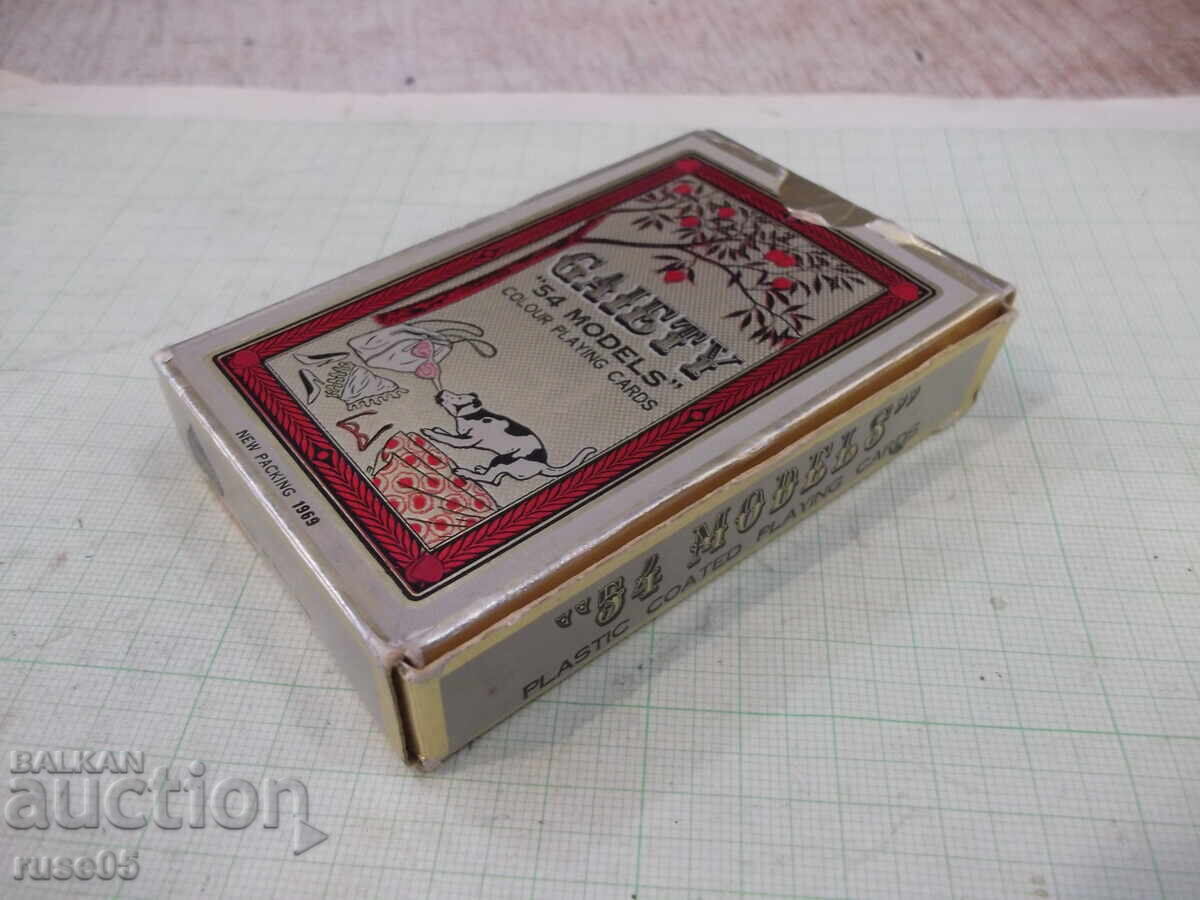 GAIETY
"54 MODELS"
COLOUR PLAYING CARDS
NEW PACKING 1969
"54 MODELS"
PLASTIC COATED PLAYING CARDS
BALKAN
auction
ruse05